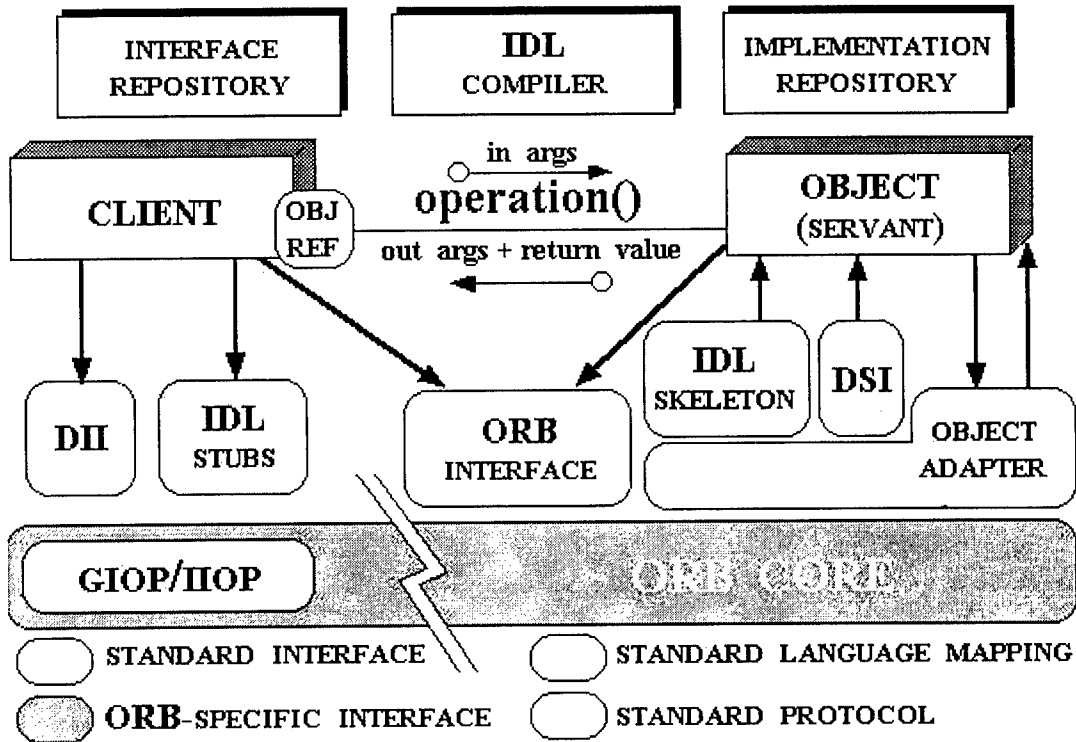 INTERFACE
REPOSITORY
IDL
COMPILER
IMPLEMENTATION
REPOSITORY
CLIENT
OBJ
REF
in args
operation()
out args + return value
OBJECT
(SERVANT)
DII
IDL
STUBS
ORB
INTERFACE
IDL
SKELETON
DSI
OBJECT
ADAPTER
GIOP/IIOP
ORB CORE
STANDARD INTERFACE
STANDARD LANGUAGE MAPPING
ORB-SPECIFIC INTERFACE
STANDARD PROTOCOL